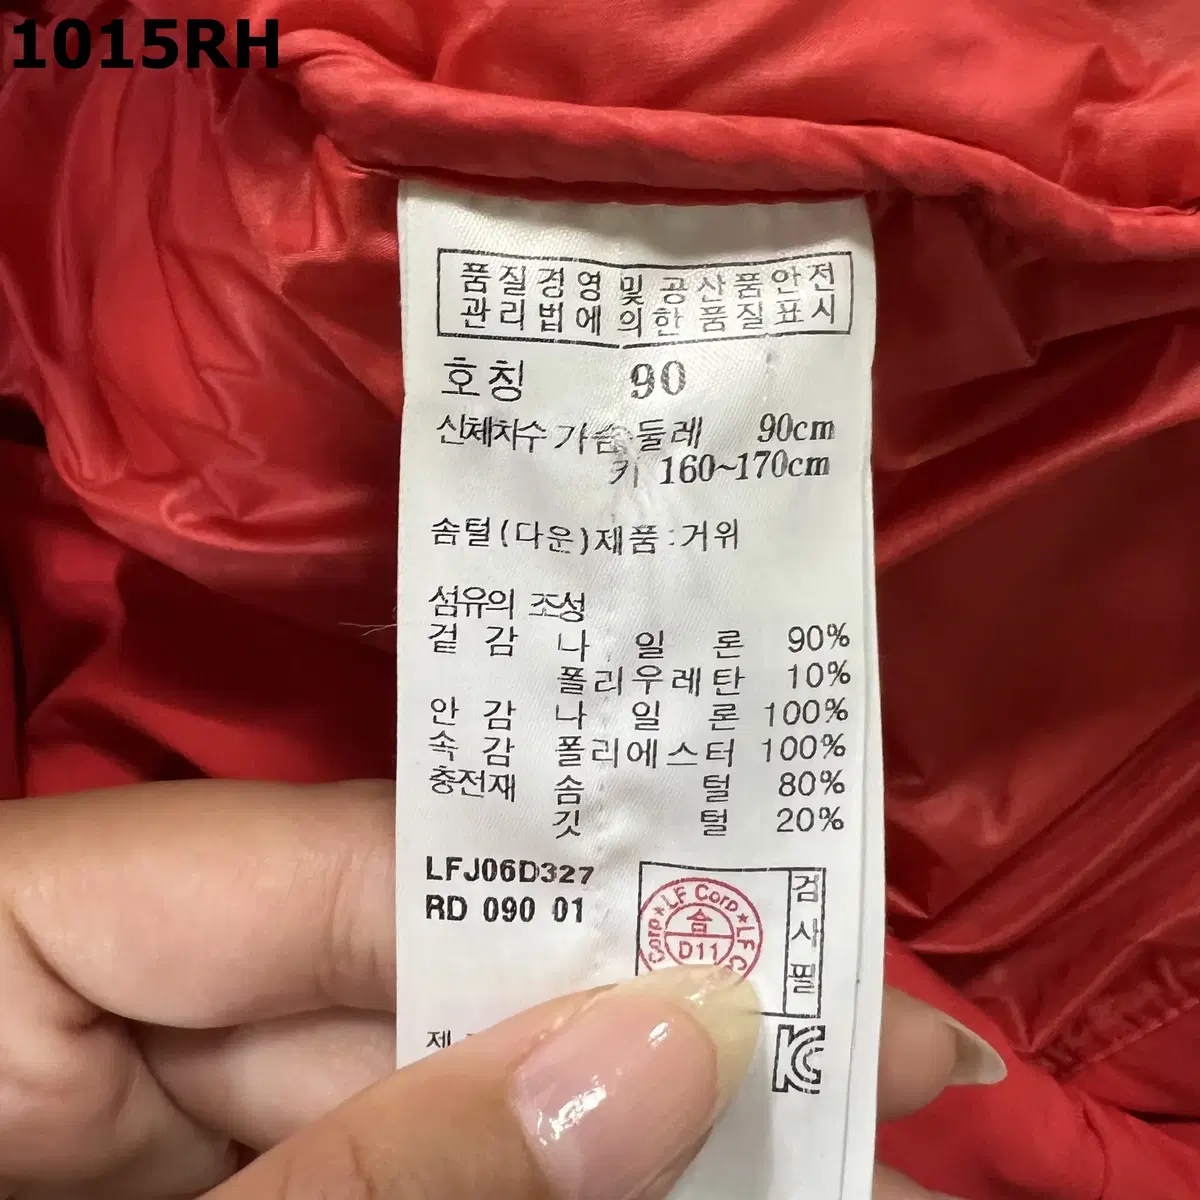 1015RH
품질경영 및 공산품안전
관리법에 의한 품질표시
호칭 90
신체치수 가슴둘레 90cm
키 160~170cm
솜털(다운)제품:거위
섬유의 조성
겉감 나일론 90%
폴리우레탄 10%
안감 나일론 100%
속감 폴리에스터 100%
충전재 솜털 80%
깃털 20%
LFJ06D327
RD 090 01
검사필
LF Corp ★ LF C
Corp ★
합
D11
제
KC